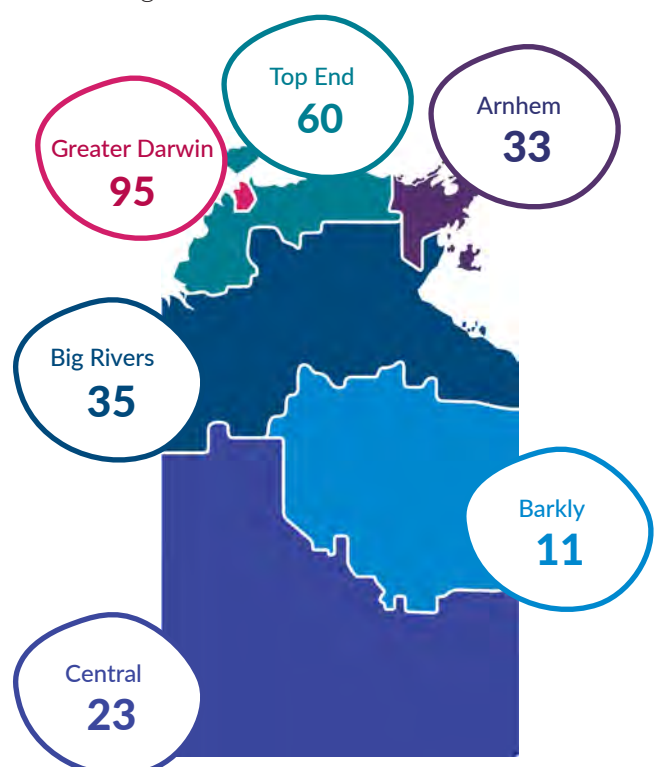 Top End
60
Arnhem
33
Greater Darwin
95
Big Rivers
35
Barkly
11
Central
23